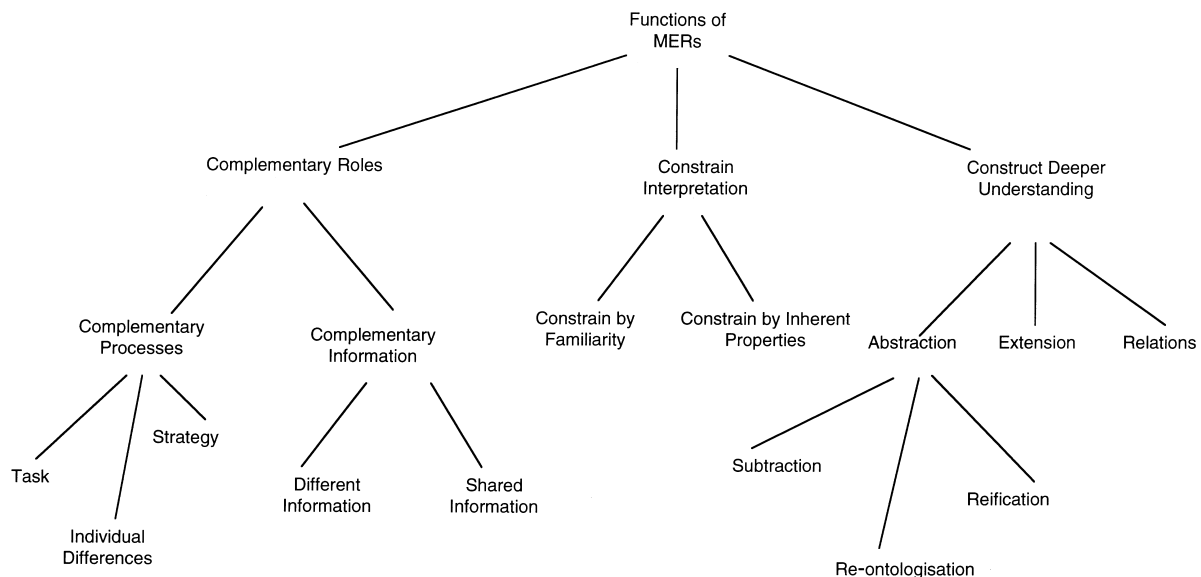 Functions of
MERs
Complementary Roles
Constrain
Interpretation
Construct Deeper
Understanding
Complementary
Processes
Complementary
Information
Constrain by
Familiarity
Constrain by Inherent
Properties
Abstraction
Extension
Relations
Task
Individual
Differences
Strategy
Different
Information
Shared
Information
Subtraction
Re-ontologisation
Reification